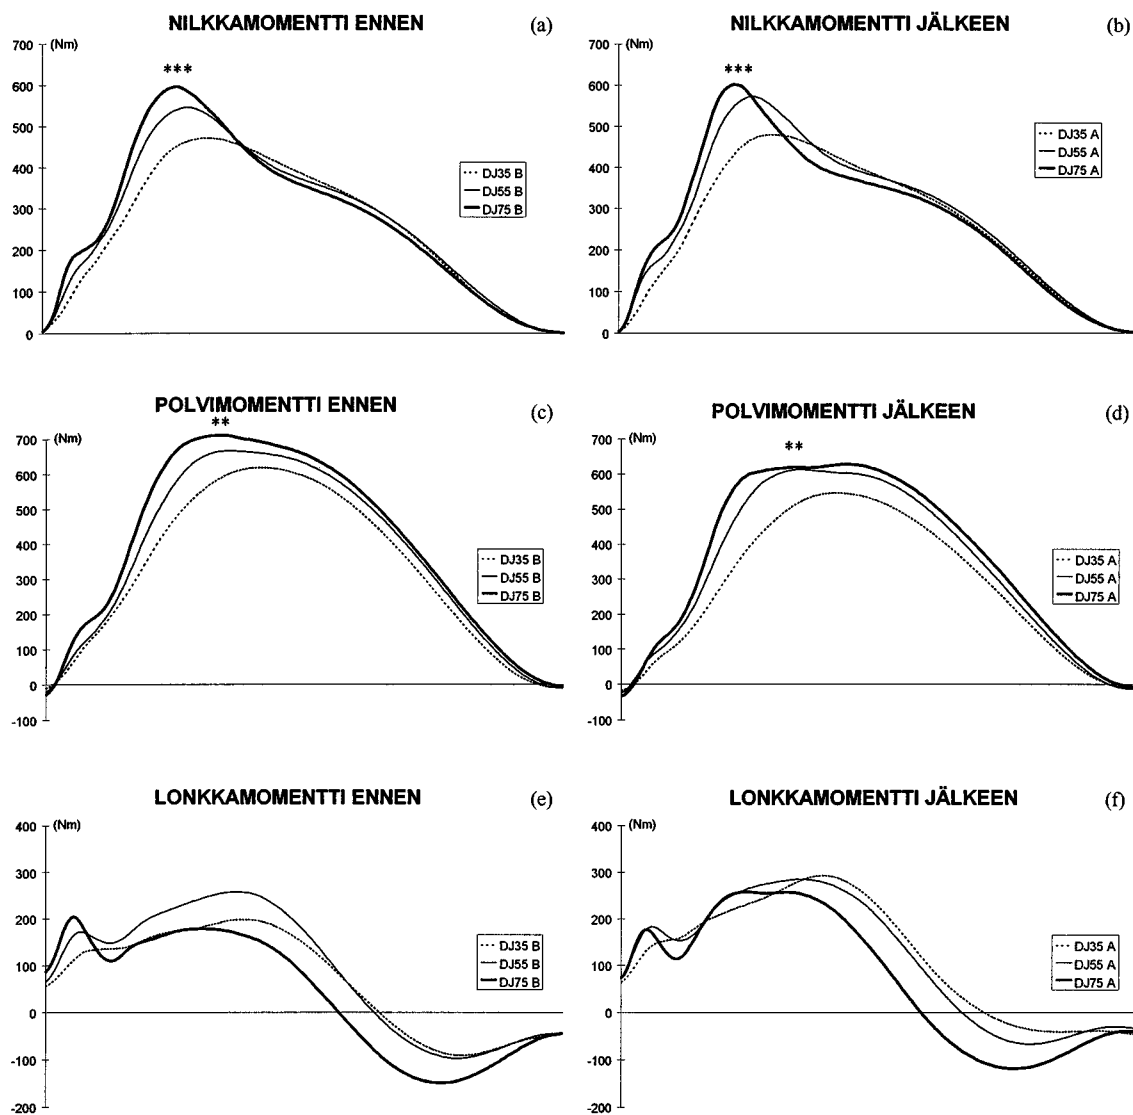 NILKKAMOMENTTI ENNEN (a)
700 (Nm)
***
600
500
400
300
200
100
0
DJ35 B
DJ55 B
DJ75 B
NILKKAMOMENTTI JÄLKEEN (b)
700 (Nm)
***
600
500
400
300
200
100
0
DJ35 A
DJ55 A
DJ75 A
POLVIMOMENTTI ENNEN (c)
**
700 (Nm)
600
500
400
300
200
100
0
-100
DJ35 B
DJ55 B
DJ75 B
POLVIMOMENTTI JÄLKEEN (d)
700 (Nm)
**
600
500
400
300
200
100
0
-100
DJ35 A
DJ55 A
DJ75 A
LONKKAMOMENTTI ENNEN (e)
400 (Nm)
300
200
100
0
-100
-200
DJ35 B
DJ55 B
DJ75 B
LONKKAMOMENTTI JÄLKEEN (f)
400 (Nm)
300
200
100
0
-100
-200
DJ35 A
DJ55 A
DJ75 A